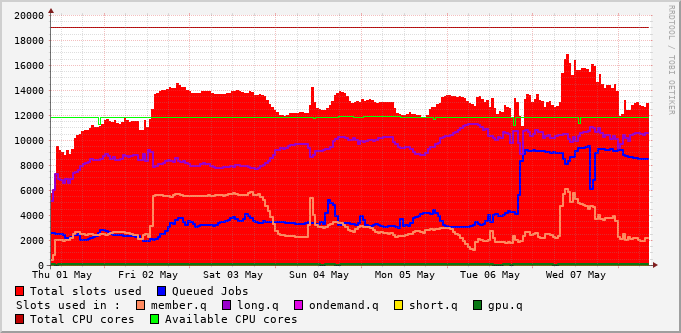 20000
18000
16000
14000
12000
10000
8000
6000
4000
2000
0
Thu 01 May Fri 02 May Sat 03 May Sun 04 May Mon 05 May Tue 06 May Wed 07 May
Total slots used Queued Jobs
Slots used in : member.q long.q ondemand.q short.q gpu.q
Total CPU cores Available CPU cores
RRDTOOL / TOBI OETIKER